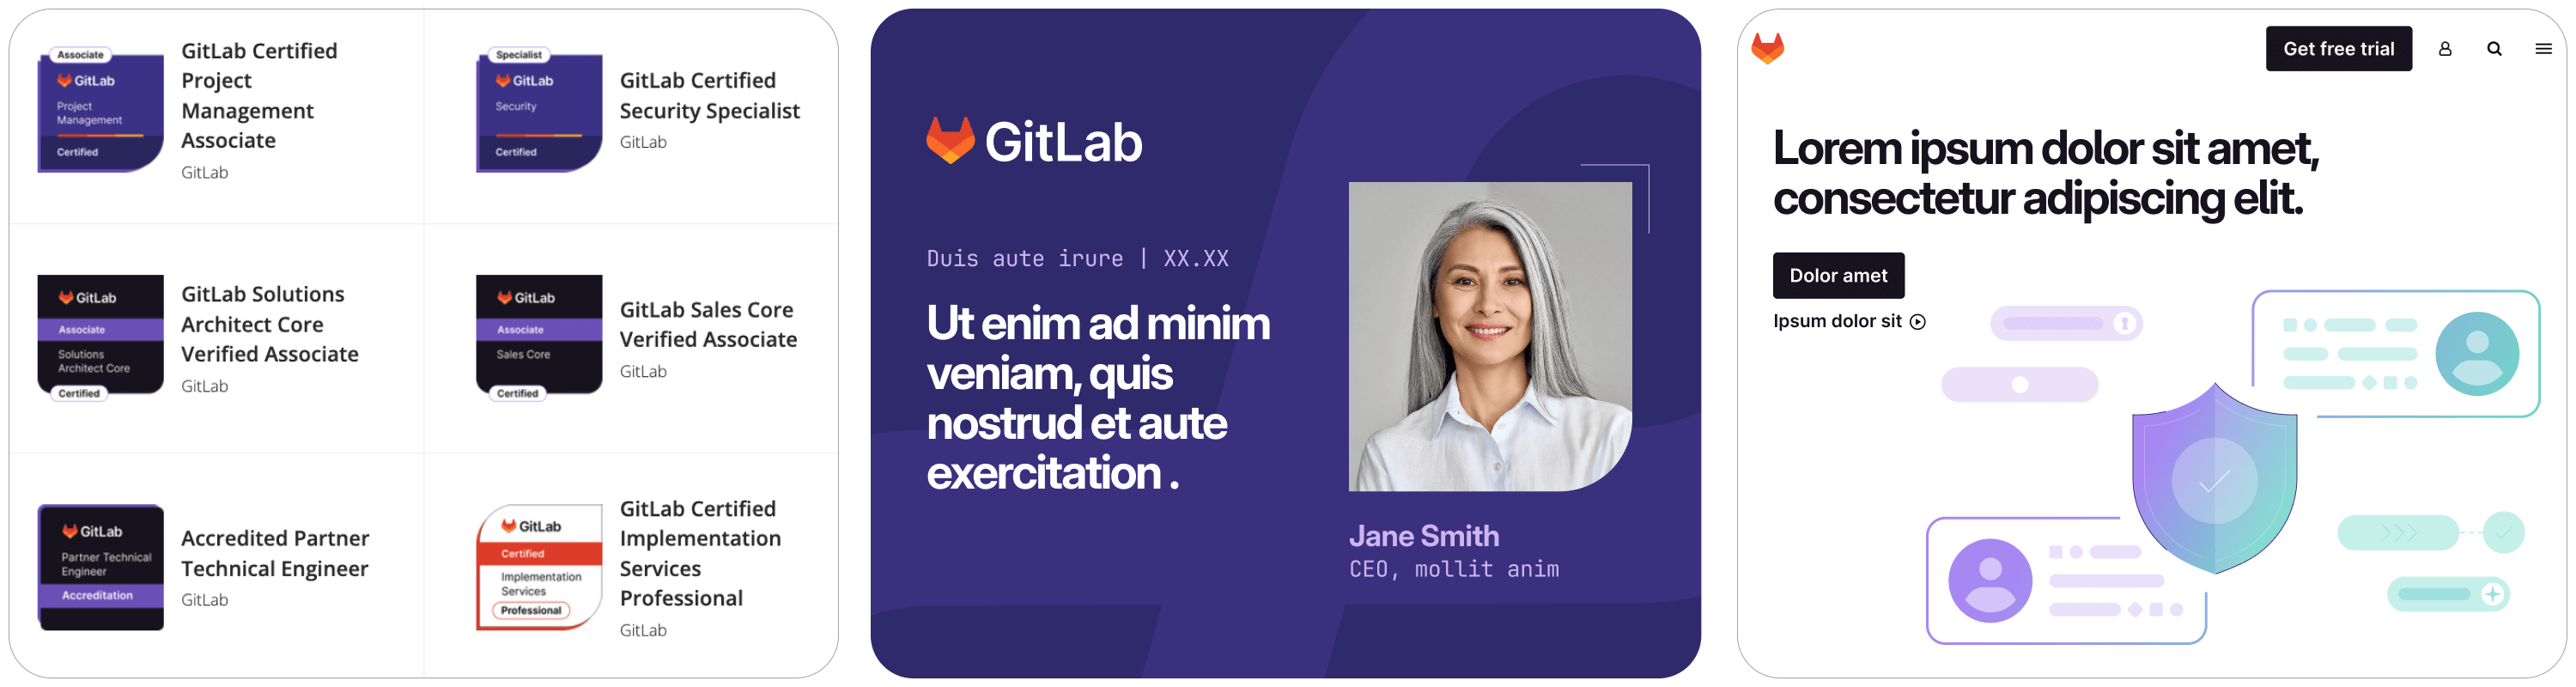 Associate
GitLab
Project
Management
Certified
GitLab Certified
Project
Management
Associate
GitLab
Specialist
GitLab
Security
Certified
GitLab Certified
Security Specialist
GitLab
GitLab
Associate
Solutions
Architect Core
Certified
GitLab Solutions
Architect Core
Verified Associate
GitLab
GitLab
Associate
Sales Core
Certified
GitLab Sales Core
Verified Associate
GitLab
GitLab
Partner Technical
Engineer
Accreditation
Accredited Partner
Technical Engineer
GitLab
GitLab
Certified
Implementation
Services
Professional
GitLab Certified
Implementation
Services
Professional
GitLab
GitLab
Duis aute irure | XX.XX
Ut enim ad minim
veniam, quis
nostrud et aute
exercitation .
Jane Smith
CEO, mollit anim
Get free trial
Lorem ipsum dolor sit amet,
consectetur adipiscing elit.
Dolor amet
Ipsum dolor sit